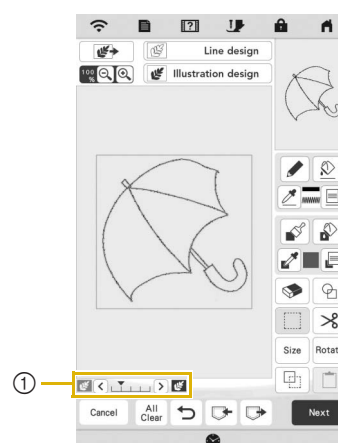 ?
Line design
100
%
Illustration design
Size
Rotat
①
Cancel
All
Clear
Next